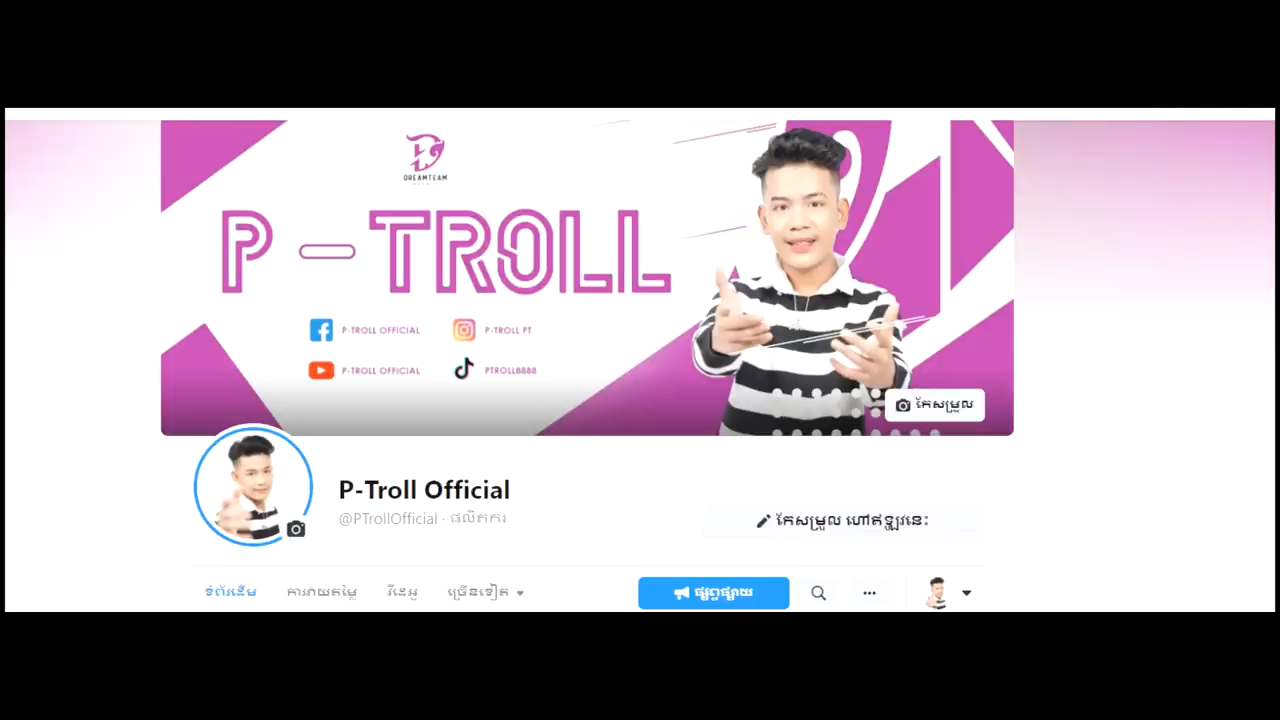 DREAMTEAM
P-TROLL
P-TROLL OFFICIAL
P-TROLL PT
P-TROLL OFFICIAL
PTROLL8888
កែសម្រួល
P-Troll Official
@PTrollOfficial · ផលិតករ
កែសម្រួល ហៅឥឡូវនេះ
ទំព័រដើម
ការវាយតម្លៃ
វីដេអូ
ច្រើនទៀត
ផ្សព្វផ្សាយ